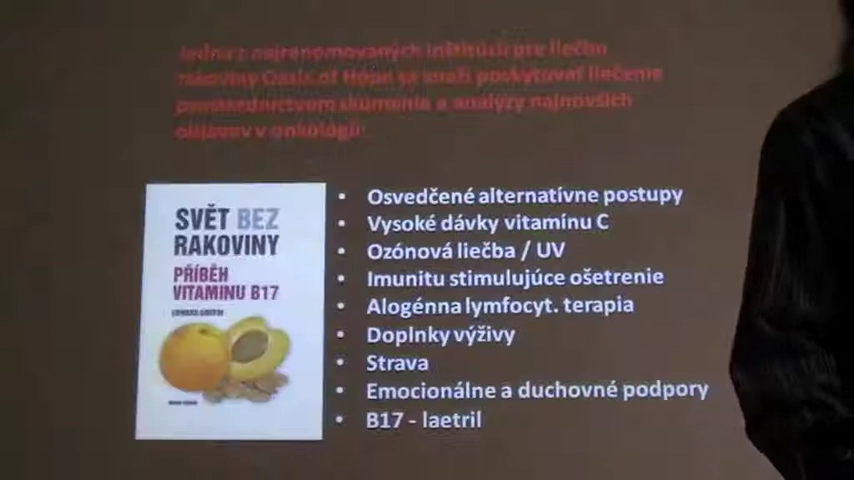 Jedna z najrenomovaných inštitúcií pre liečbu
rakoviny Oasis of Hope sa snaží poskytovať liečenie
prostredníctvom skúmania a analýzy najnovších
objavov v onkológii
SVĚT BEZ
RAKOVINY
PŘÍBĚH
VITAMINU B17
• Osvedčené alternatívne postupy
• Vysoké dávky vitamínu C
• Ozónová liečba / UV
• Imunitu stimulujúce ošetrenie
• Alogénna lymfocyt. terapia
• Doplnky výživy
• Strava
• Emocionálne a duchovné podpory
• B17 - laetril